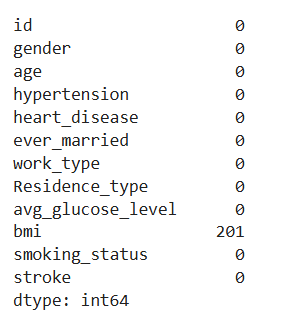 id 0
gender 0
age 0
hypertension 0
heart_disease 0
ever_married 0
work_type 0
Residence_type 0
avg_glucose_level 0
bmi 201
smoking_status 0
stroke 0
dtype: int64